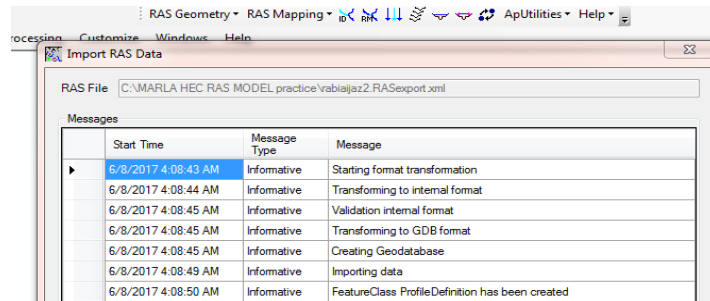 RAS Geometry RAS Mapping ID RMK ApUtilities Help
rocessing Customize Windows Help
Import RAS Data
RAS File C:\MARLA HEC RAS MODEL practice\rabiaijaz2.RASexport.xml
Messages
Start Time Message Type Message
6/8/2017 4:08:43 AM Informative Starting format transformation
6/8/2017 4:08:44 AM Informative Transforming to internal format
6/8/2017 4:08:45 AM Informative Validation internal format
6/8/2017 4:08:45 AM Informative Transforming to GDB format
6/8/2017 4:08:45 AM Informative Creating Geodatabase
6/8/2017 4:08:49 AM Informative Importing data
6/8/2017 4:08:50 AM Informative FeatureClass ProfileDefinition has been created